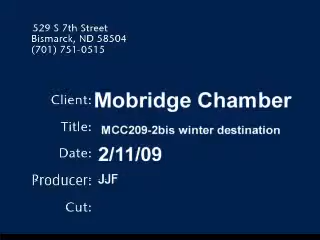 529 S 7th Street
Bismarck, ND 58504
(701) 751-0515
Client: Mobridge Chamber
Title: MCC209-2bis winter destination
Date: 2/11/09
Producer: JJF
Cut: